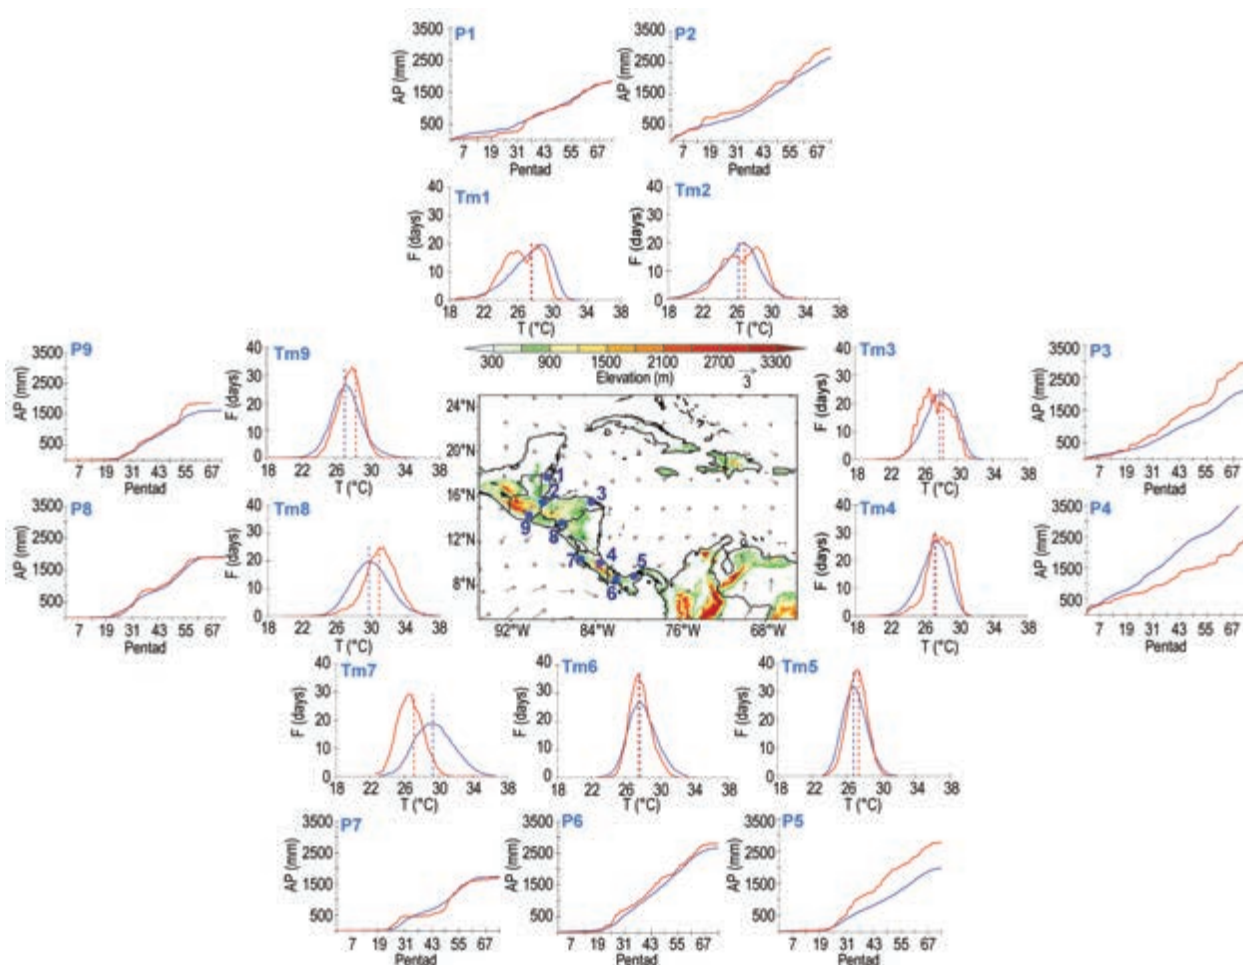 P1
AP (mm)
3500
2500
1500
500
7 19 31 43 55 67
Pentad
P2
AP (mm)
3500
2500
1500
500
7 19 31 43 55 67
Pentad
Tm1
F (days)
40
30
20
10
0
18 22 26 30 34 38
T (°C)
Tm2
F (days)
40
30
20
10
0
18 22 26 30 34 38
T (°C)
P9
AP (mm)
3500
2500
1500
500
7 19 31 43 55 67
Pentad
Tm9
F (days)
40
30
20
10
0
18 22 26 30 34 38
T (°C)
300 900 1500 2100 2700 3300
Elevation (m)
3
24°N
20°N
16°N
12°N
8°N
92°W 84°W 76°W 68°W
1
2
3
9
8
7
4
5
6
Tm3
F (days)
40
30
20
10
0
18 22 26 30 34 38
T (°C)
P3
AP (mm)
3500
2500
1500
500
7 19 31 43 55 67
Pentad
P8
AP (mm)
3500
2500
1500
500
7 19 31 43 55 67
Pentad
Tm8
F (days)
40
30
20
10
0
18 22 26 30 34 38
T (°C)
Tm4
F (days)
40
30
20
10
0
18 22 26 30 34 38
T (°C)
P4
AP (mm)
3500
2500
1500
500
7 19 31 43 55 67
Pentad
Tm7
F (days)
40
30
20
10
0
18 22 26 30 34 38
T (°C)
Tm6
F (days)
40
30
20
10
0
18 22 26 30 34 38
T (°C)
Tm5
F (days)
40
30
20
10
0
18 22 26 30 34 38
T (°C)
P7
AP (mm)
3500
2500
1500
500
7 19 31 43 55 67
Pentad
P6
AP (mm)
3500
2500
1500
500
7 19 31 43 55 67
Pentad
P5
AP (mm)
3500
2500
1500
500
7 19 31 43 55 67
Pentad